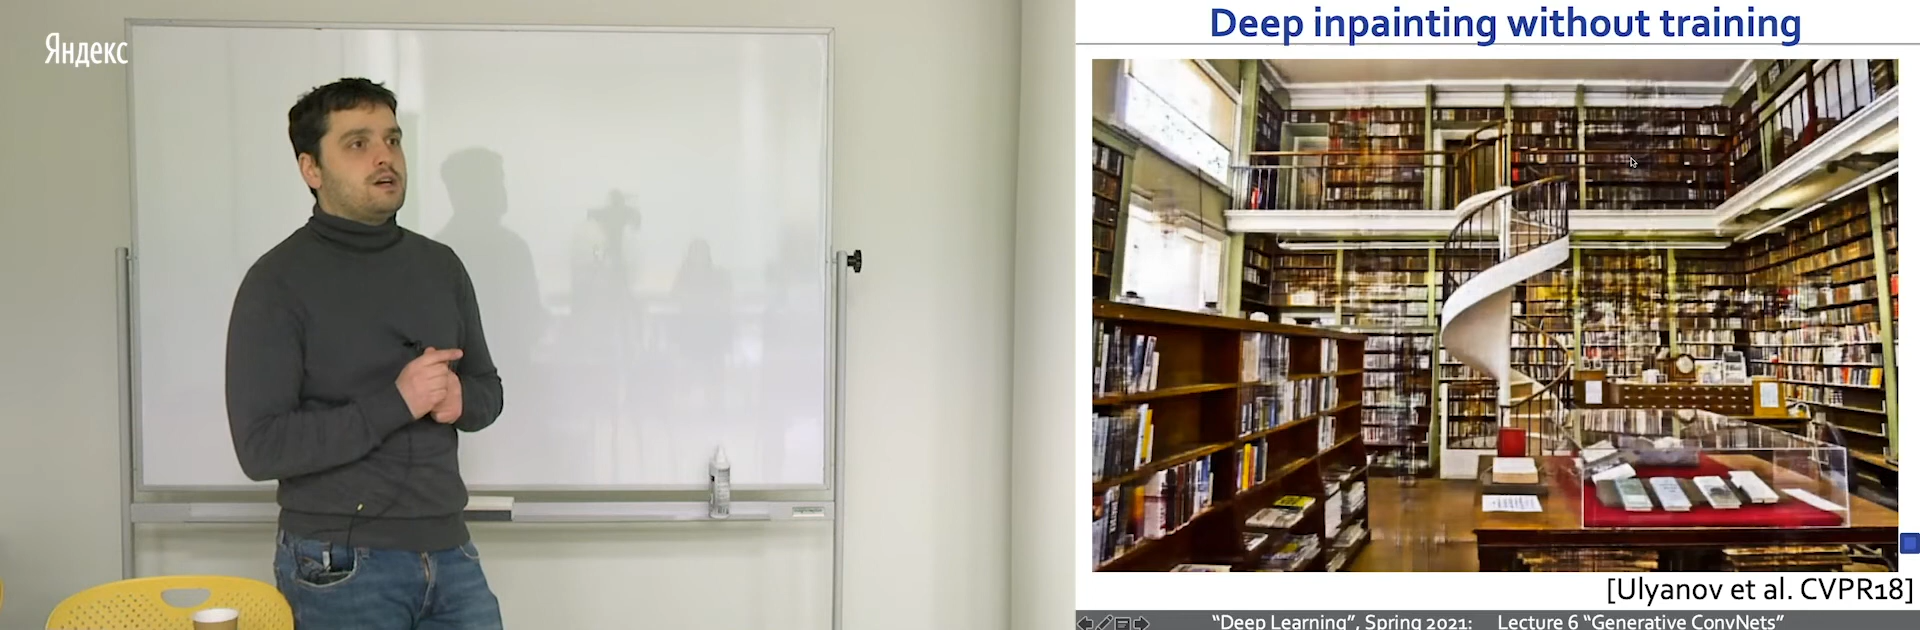 Яндекс
Deep inpainting without training
[Ulyanov et al. CVPR18]
“Deep Learning”, Spring 2021: Lecture 6 “Generative ConvNets”